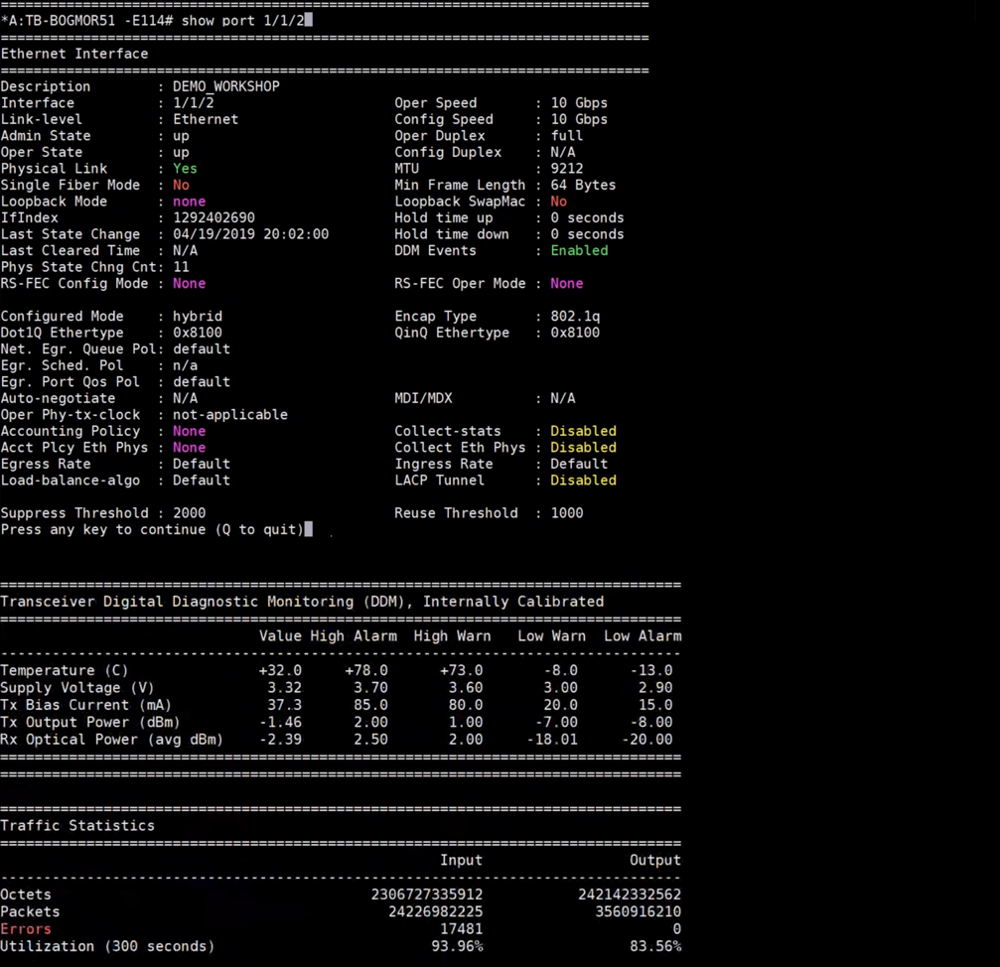 ==============================================================================
*A:TB-BOGMOR51 -E114# show port 1/1/2
==============================================================================
Ethernet Interface
==============================================================================
Description        : DEMO_WORKSHOP
Interface          : 1/1/2                      Oper Speed       : 10 Gbps
Link-level         : Ethernet                   Config Speed     : 10 Gbps
Admin State        : up                         Oper Duplex      : full
Oper State         : up                         Config Duplex    : N/A
Physical Link      : Yes                        MTU              : 9212
Single Fiber Mode  : No                         Min Frame Length : 64 Bytes
Loopback Mode      : none                       Loopback SwapMac : No
IfIndex            : 1292402690                 Hold time up     : 0 seconds
Last State Change  : 04/19/2019 20:02:00        Hold time down   : 0 seconds
Last Cleared Time  : N/A                        DDM Events       : Enabled
Phys State Chng Cnt: 11
RS-FEC Config Mode : None                       RS-FEC Oper Mode : None
Configured Mode    : hybrid                     Encap Type       : 802.1q
Dot1Q Ethertype    : 0x8100                     QinQ Ethertype   : 0x8100
Net. Egr. Queue Pol: default
Egr. Sched. Pol    : n/a
Egr. Port Qos Pol  : default
Auto-negotiate     : N/A                        MDI/MDX          : N/A
Oper Phy-tx-clock  : not-applicable
Accounting Policy  : None                       Collect-stats    : Disabled
Acct Plcy Eth Phys : None                       Collect Eth Phys : Disabled
Egress Rate        : Default                    Ingress Rate     : Default
Load-balance-algo  : Default                    LACP Tunnel      : Disabled
Suppress Threshold : 2000                       Reuse Threshold  : 1000
Press any key to continue (Q to quit)
==============================================================================
Transceiver Digital Diagnostic Monitoring (DDM), Internally Calibrated
==============================================================================
                              Value High Alarm  High Warn   Low Warn  Low Alarm
------------------------------------------------------------------------------
Temperature (C)               +32.0     +78.0      +73.0       -8.0      -13.0
Supply Voltage (V)             3.32      3.70       3.60       3.00       2.90
Tx Bias Current (mA)           37.3      85.0       80.0       20.0       15.0
Tx Output Power (dBm)         -1.46      2.00       1.00      -7.00      -8.00
Rx Optical Power (avg dBm)    -2.39      2.50       2.00     -18.01     -20.00
==============================================================================
==============================================================================
==============================================================================
Traffic Statistics
==============================================================================
                                                   Input                 Output
------------------------------------------------------------------------------
Octets                                     2306727335912           242142332562
Packets                                      24226982225             3560916210
Errors                                             17481                      0
Utilization (300 seconds)                         93.96%                 83.56%